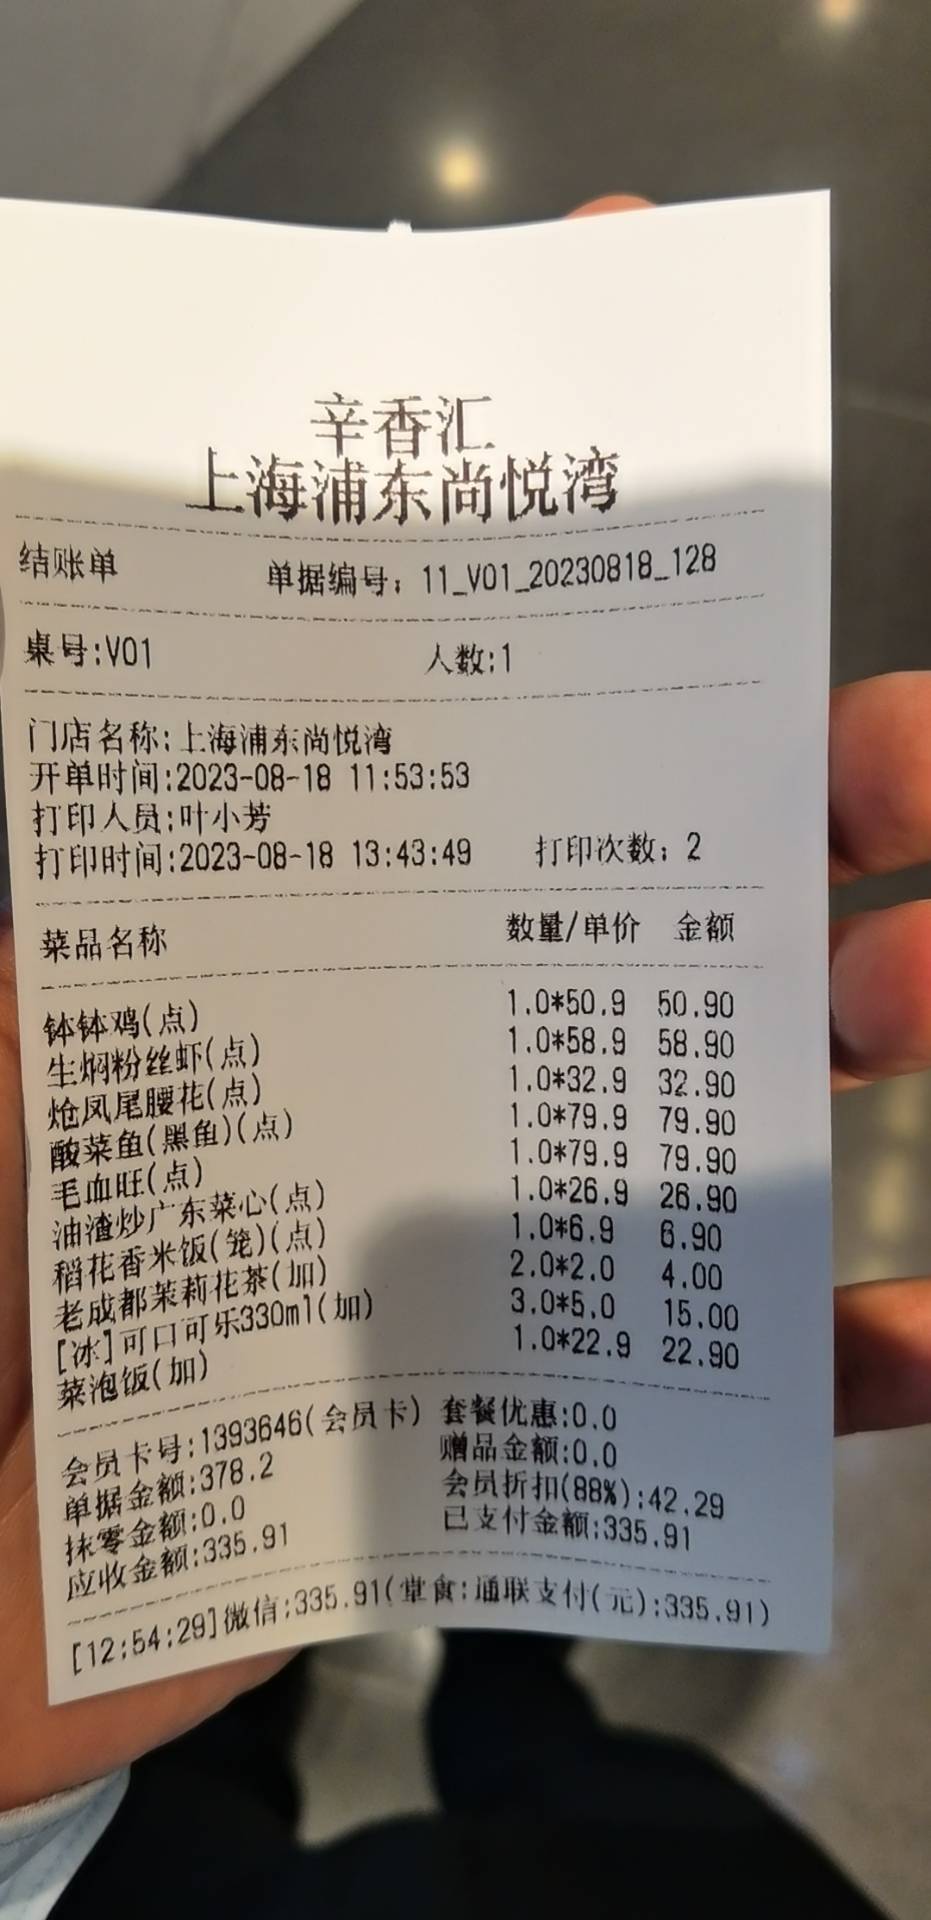 辛香汇
上海浦东尚悦湾
结账单 单据编号: 11_V01_20230818_128
桌号:V01 人数:1
门店名称:上海浦东尚悦湾
开单时间:2023-08-18 11:53:53
打印人员:叶小芳
打印时间:2023-08-18 13:43:49 打印次数: 2
菜品名称 数量/单价 金额
钵钵鸡(点) 1.0*50.9 50.90
生焖粉丝虾(点) 1.0*58.9 58.90
炝凤尾腰花(点) 1.0*32.9 32.90
酸菜鱼(黑鱼)(点) 1.0*79.9 79.90
毛血旺(点) 1.0*79.9 79.90
油渣炒广东菜心(点) 1.0*26.9 26.90
稻花香米饭(笼)(点) 1.0*6.9 6.90
老成都茉莉花茶(加) 2.0*2.0 4.00
[冰]可口可乐330ml(加) 3.0*5.0 15.00
菜泡饭(加) 1.0*22.9 22.90
会员卡号:1393646(会员卡) 套餐优惠:0.0
单据金额:378.2 赠品金额:0.0
抹零金额:0.0 会员折扣(88%):42.29
应收金额:335.91 已支付金额:335.91
[12:54:29]微信:335.91(堂食:通联支付(元):335.91)